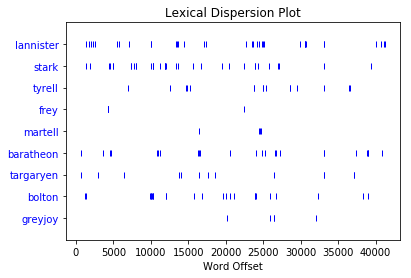 Lexical Dispersion Plot
lannister
stark
tyrell
frey
martell
baratheon
targaryen
bolton
greyjoy
0 5000 10000 15000 20000 25000 30000 35000 40000
Word Offset